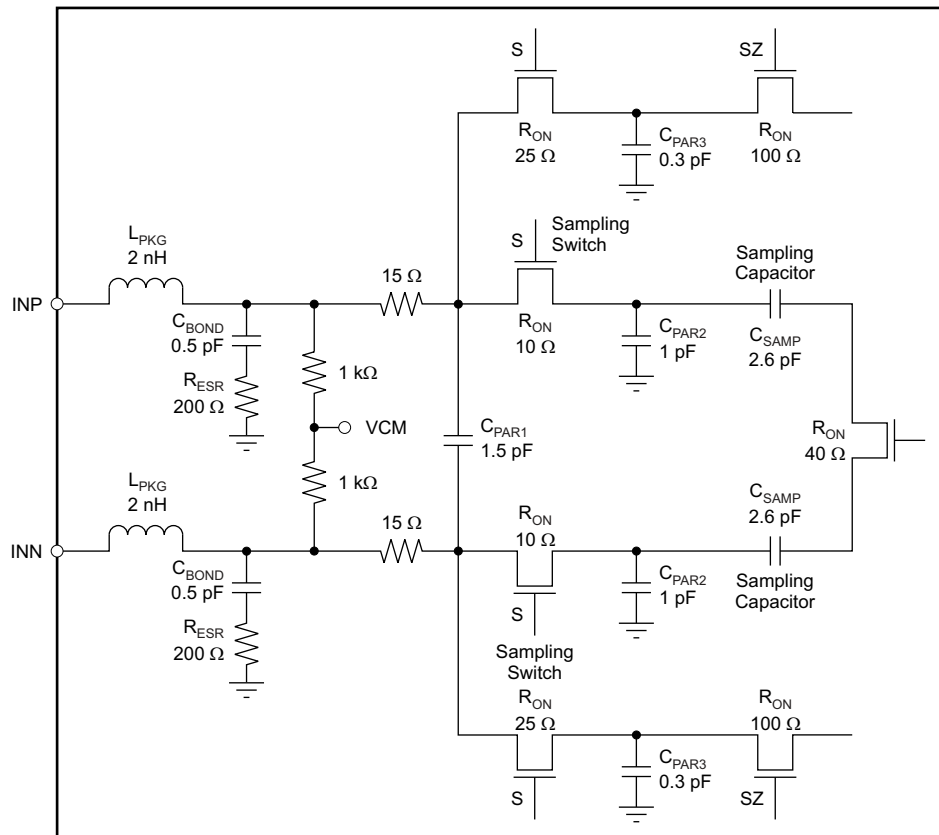 S
SZ
R_ON
25 Ω
C_PAR3
0.3 pF
R_ON
100 Ω
L_PKG
2 nH
Sampling
Switch
S
Sampling
Capacitor
15 Ω
INP
C_BOND
0.5 pF
R_ON
10 Ω
C_PAR2
1 pF
C_SAMP
2.6 pF
R_ESR
200 Ω
1 kΩ
VCM
C_PAR1
1.5 pF
R_ON
40 Ω
1 kΩ
L_PKG
2 nH
15 Ω
R_ON
10 Ω
C_SAMP
2.6 pF
INN
C_BOND
0.5 pF
C_PAR2
1 pF
Sampling
Capacitor
R_ESR
200 Ω
S
Sampling
Switch
R_ON
25 Ω
R_ON
100 Ω
C_PAR3
0.3 pF
S
SZ